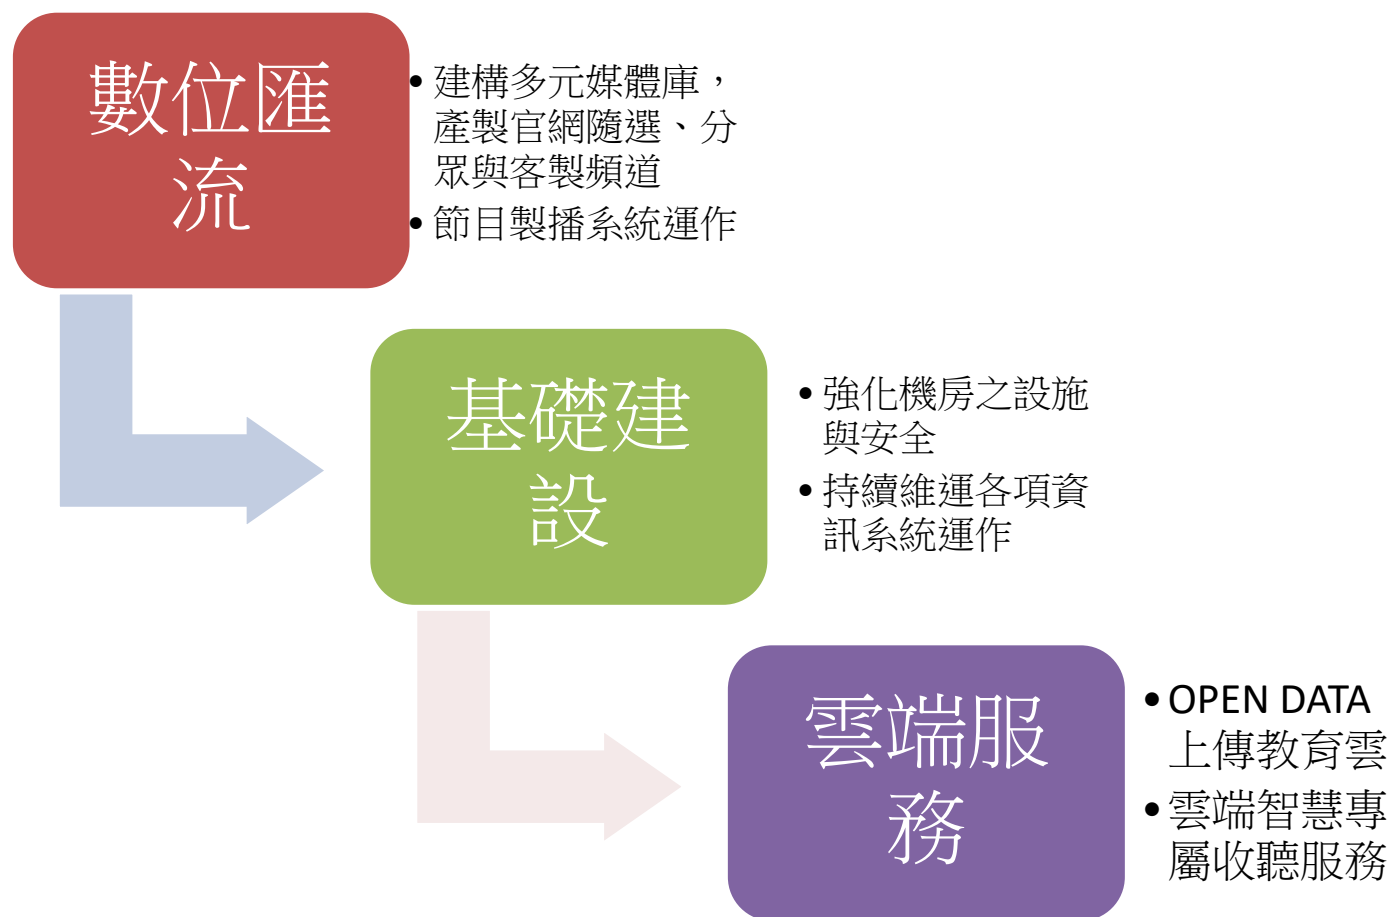 數位匯
流
• 建構多元媒體庫，
產製官網隨選、分
眾與客製頻道
• 節目製播系統運作
基礎建
設
• 強化機房之設施
與安全
• 持續維運各項資
訊系統運作
雲端服
務
• OPEN DATA
上傳教育雲
• 雲端智慧專
屬收聽服務